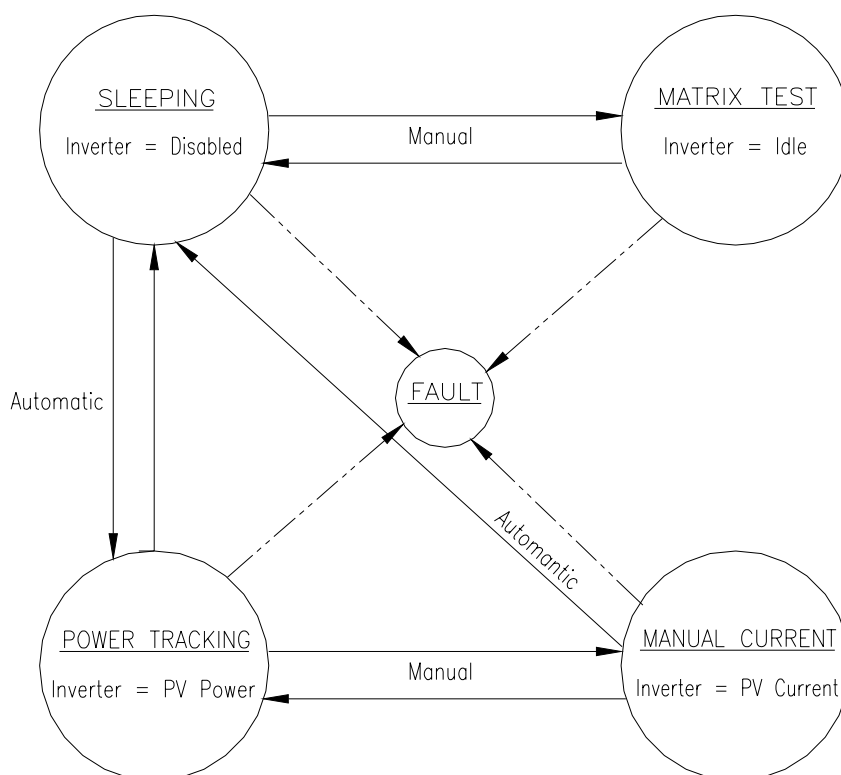 SLEEPING
Inverter = Disabled
MATRIX TEST
Inverter = Idle
Manual
FAULT
Automatic
Automantic
POWER TRACKING
Inverter = PV Power
MANUAL CURRENT
Inverter = PV Current
Manual